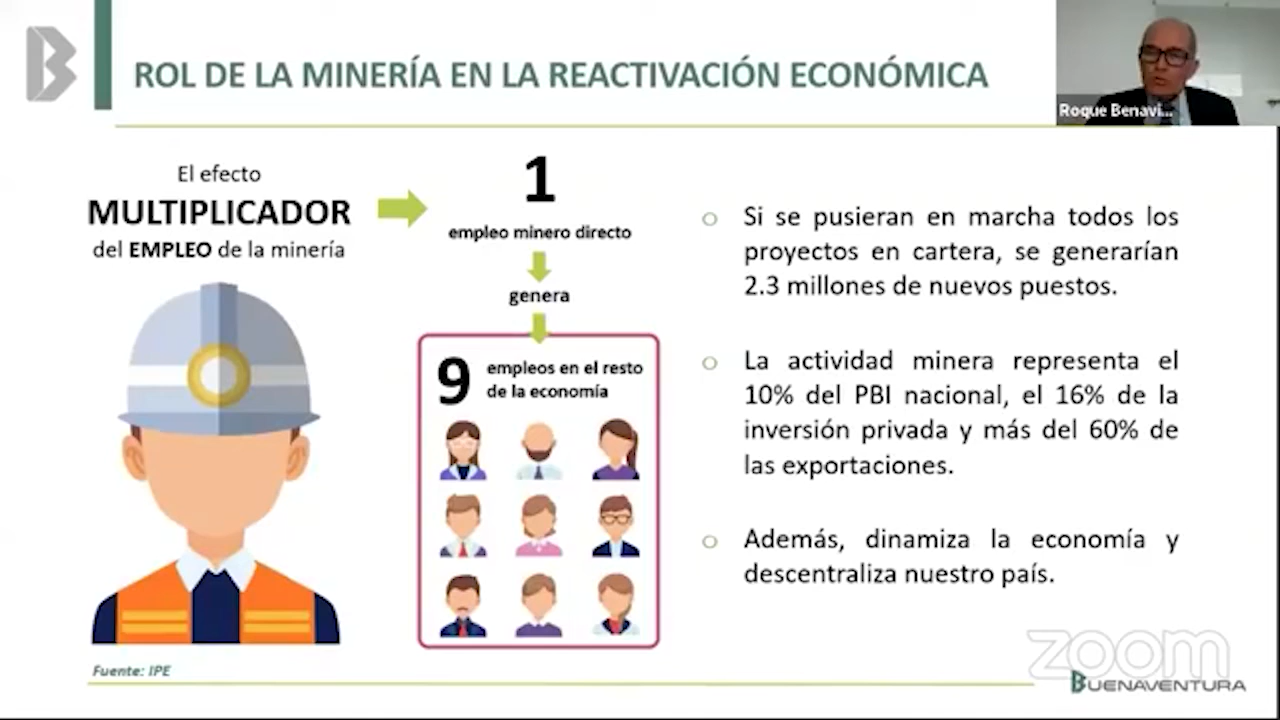 ROL DE LA MINERÍA EN LA REACTIVACIÓN ECONÓMICA
Roque Benavi...
El efecto
MULTIPLICADOR
del EMPLEO de la minería
1
empleo minero directo
genera
9
empleos en el resto
de la economía
Si se pusieran en marcha todos los
proyectos en cartera, se generarían
2.3 millones de nuevos puestos.
La actividad minera representa el
10% del PBI nacional, el 16% de la
inversión privada y más del 60% de
las exportaciones.
Además, dinamiza la economía y
descentraliza nuestro país.
Fuente: IPE
zoom
BUENAVENTURA